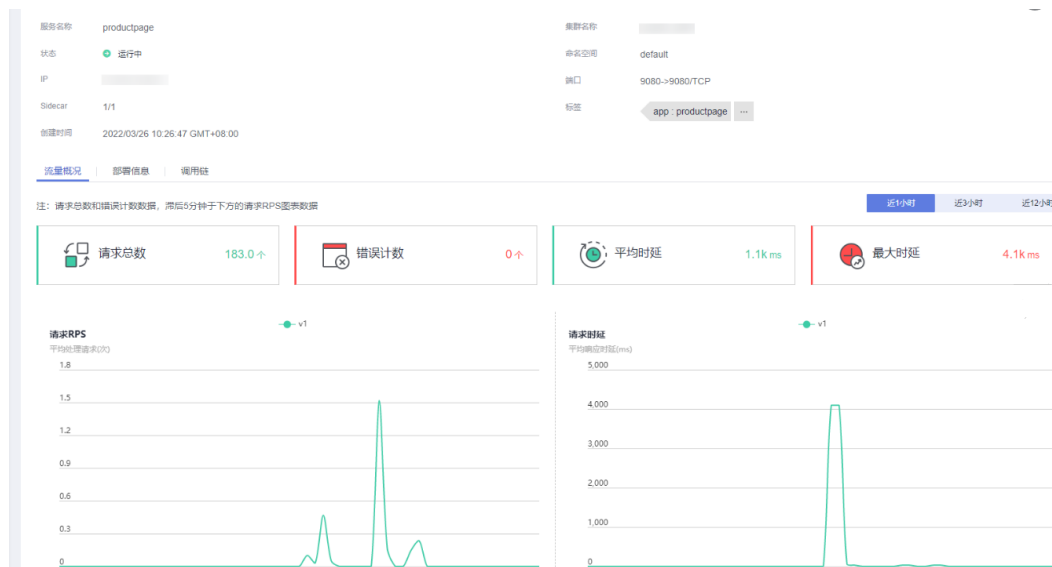 服务名称 productpage
集群名称
状态 运行中
命名空间 default
IP
端口 9080->9080/TCP
Sidecar 1/1
标签 app : productpage ...
创建时间 2022/03/26 10:26:47 GMT+08:00
流量概况 部署信息 调用链
注：请求总数和错误计数数据，滞后5分钟于下方的请求RPS图表数据
近1小时 近3小时 近12小时
请求总数 183.0 个
错误计数 0 个
平均时延 1.1k ms
最大时延 4.1k ms
v1
请求RPS
平均处理请求(次)
1.8
1.5
1.2
0.9
0.6
0.3
0
v1
请求时延
平均响应时延(ms)
5,000
4,000
3,000
2,000
1,000
0